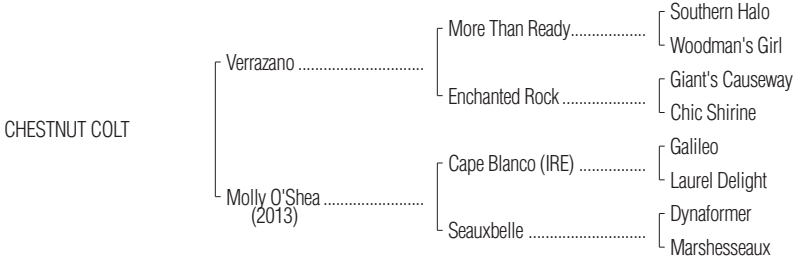 Southern Halo
More Than Ready...................
Woodman's Girl
Verrazano ..............................
Giant's Causeway
Enchanted Rock ....................
Chic Shirine
CHESTNUT COLT
Galileo
Cape Blanco (IRE) ................
Laurel Delight
Molly O'Shea ........................
(2013)
Dynaformer
Seauxbelle ............................
Marshesseaux